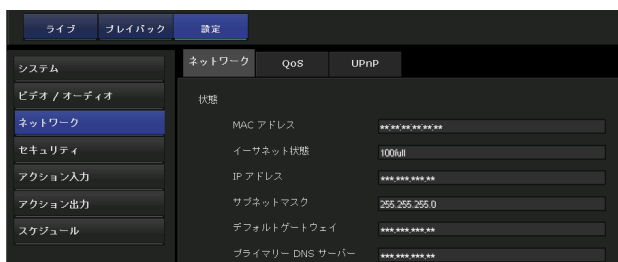 ライブ プレイバック 設定
システム
ビデオ / オーディオ
ネットワーク
セキュリティ
アクション入力
アクション出力
スケジュール
ネットワーク QoS UPnP
状態
MAC アドレス **:**:**:**:**:**
イーサネット状態 100full
IP アドレス ***.***.***.**
サブネットマスク 255.255.255.0
デフォルトゲートウェイ ***.***.***.**
プライマリー DNS サーバー ***.***.***.**